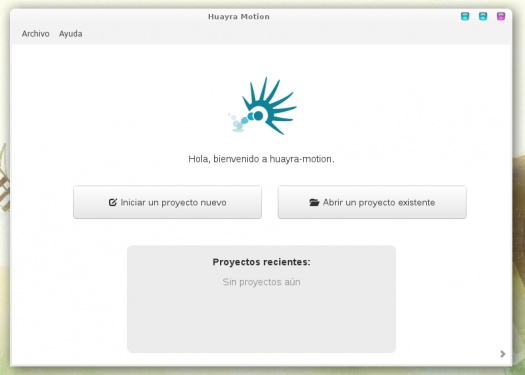 Huayra Motion
Archivo Ayuda
Hola, bienvenido a huayra-motion.
Iniciar un proyecto nuevo Abrir un proyecto existente
Proyectos recientes:
Sin proyectos aún